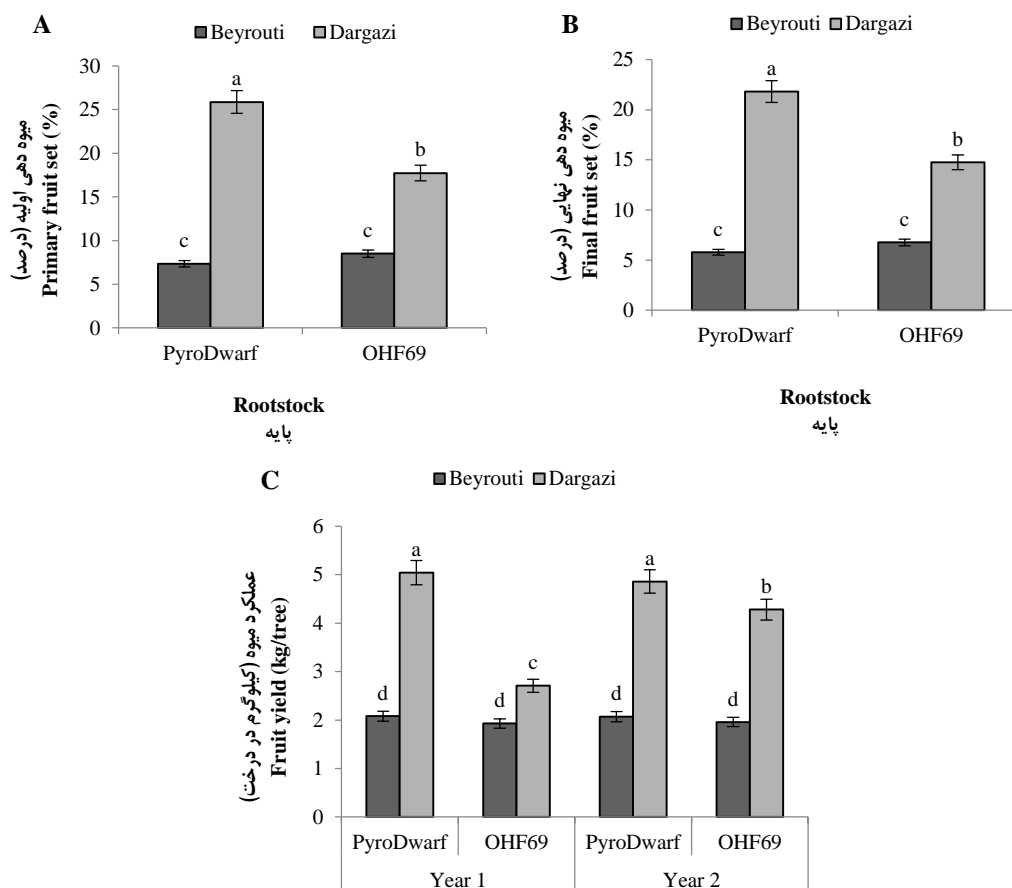 A
Beyrouti Dargazi
30
25
20
15
10
5
0
a
b
c
c
میوه دهی اولیه (درصد)
Primary fruit set (%)
PyroDwarf OHF69
Rootstock
پایه
B
Beyrouti Dargazi
25
20
15
10
5
0
a
b
c
c
میوه دهی نهایی (درصد)
Final fruit set (%)
PyroDwarf OHF69
Rootstock
پایه
C
Beyrouti Dargazi
6
5
4
3
2
1
0
a
a
b
c
d
d
d
d
عملکرد میوه (کیلوگرم در درخت)
Fruit yield (kg/tree)
PyroDwarf OHF69 PyroDwarf OHF69
Year 1 Year 2